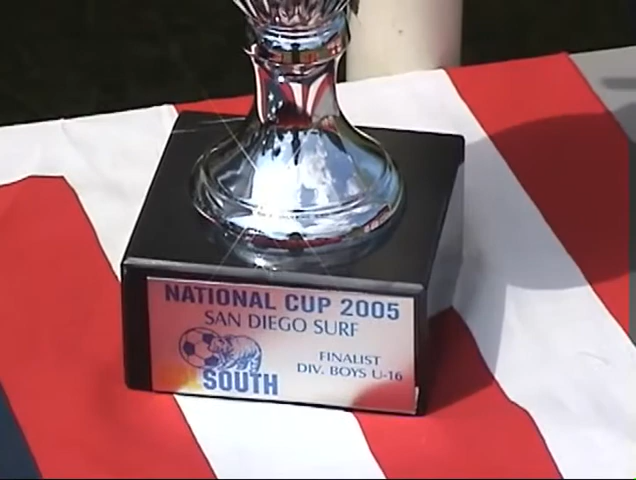 NATIONAL CUP 2005
SAN DIEGO SURF
FINALIST
DIV. BOYS U-16
SOUTH